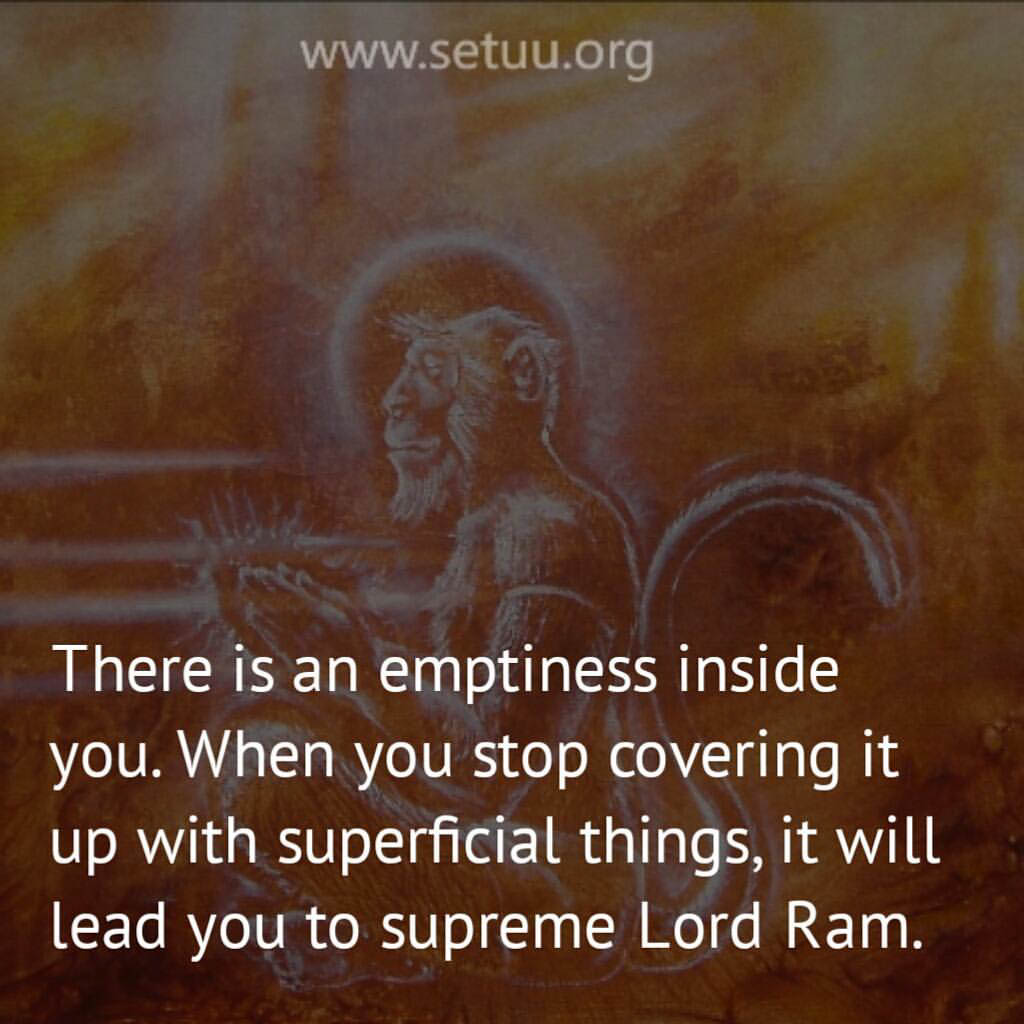 www.setuu.org
There is an emptiness inside
you. When you stop covering it
up with superficial things, it will
lead you to supreme Lord Ram.